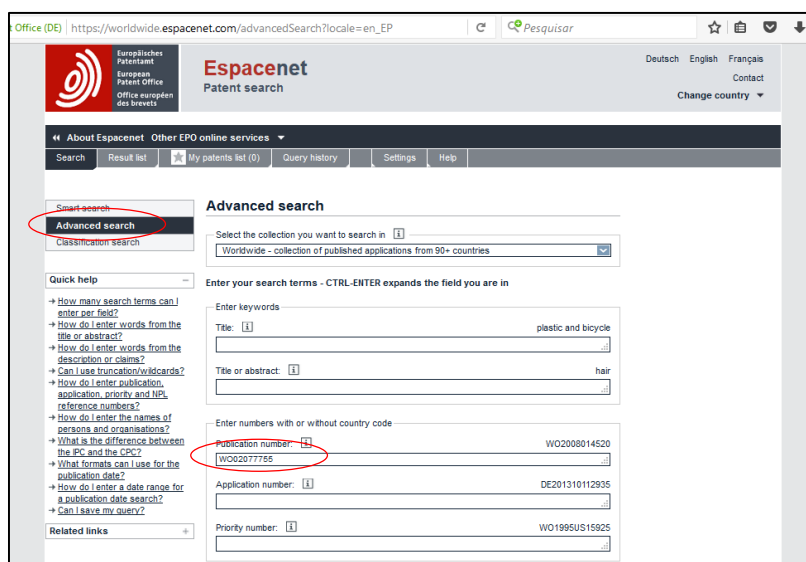 t Office (DE) https://worldwide.espacenet.com/advancedSearch?locale=en_EP Pesquisar
Europäisches
Patentamt
European
Patent Office
Office européen
des brevets
Espacenet
Patent search
Deutsch English Français
Contact
Change country
About Espacenet Other EPO online services
Search Result list My patents list (0) Query history Settings Help
Smart search
Advanced search
Classification search
Quick help
How many search terms can I
enter per field?
How do I enter words from the
title or abstract?
How do I enter words from the
description or claims?
Can I use truncation/wildcards?
How do I enter publication,
application, priority and NPL
reference numbers?
How do I enter the names of
persons and organisations?
What is the difference between
the IPC and the CPC?
What formats can I use for the
publication date?
How do I enter a date range for
a publication date search?
Can I save my query?
Related links
Advanced search
Select the collection you want to search in
Worldwide - collection of published applications from 90+ countries
Enter your search terms - CTRL-ENTER expands the field you are in
Enter keywords
Title: plastic and bicycle
Title or abstract: hair
Enter numbers with or without country code
Publication number: WO2008014520
WO02077755
Application number: DE201310112935
Priority number: WO1995US15925